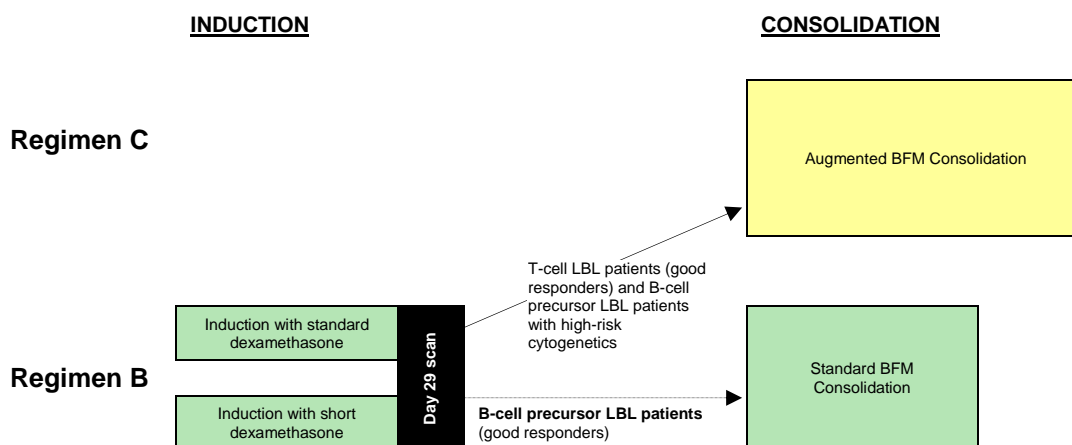 INDUCTION
CONSOLIDATION
Regimen C
Augmented BFM Consolidation
T-cell LBL patients (good
responders) and B-cell
precursor LBL patients
with high-risk
cytogenetics
Regimen B
Induction with standard
dexamethasone
Induction with short
dexamethasone
Day 29 scan
B-cell precursor LBL patients
(good responders)
Standard BFM
Consolidation